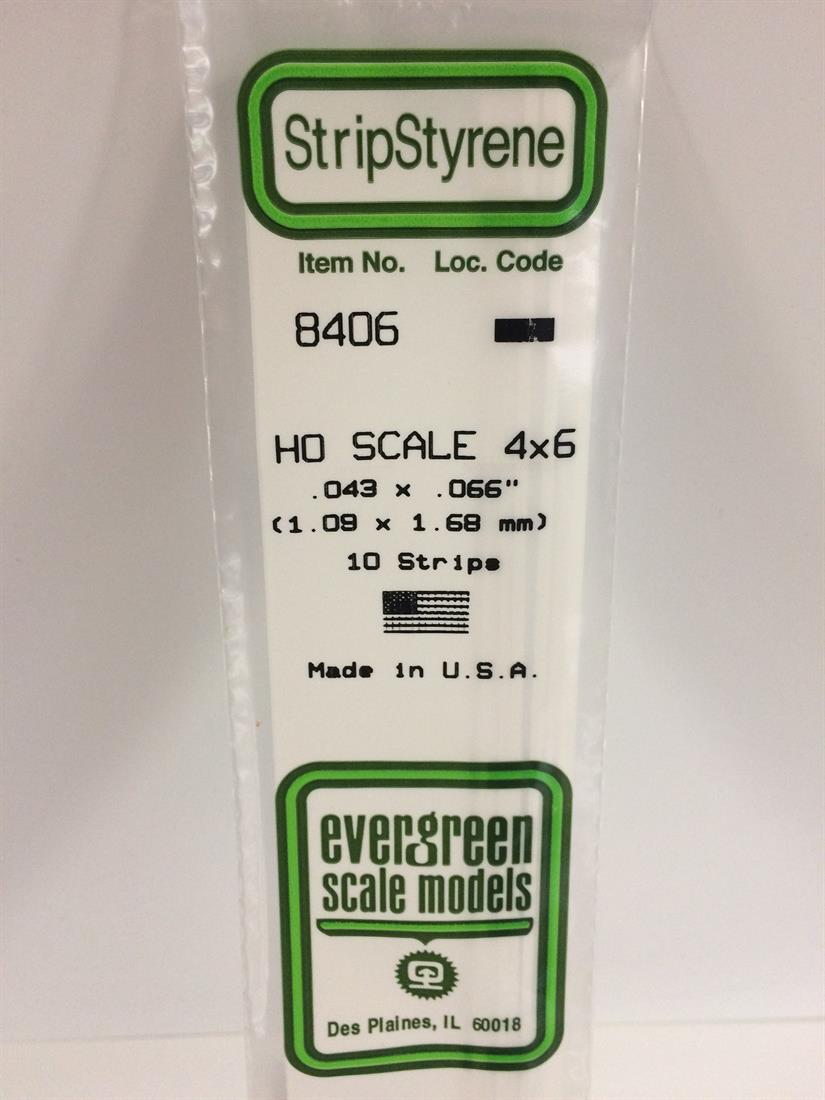 StripStyrene
Item No. Loc. Code
8406
HO SCALE 4x6
.043 x .066"
(1.09 x 1.68 mm)
10 Strips
Made in U.S.A.
evergreen
scale models
Des Plaines, IL 60018